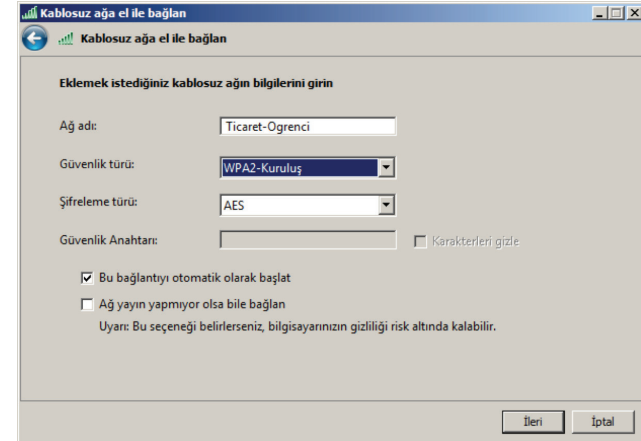 Kablosuz ağa el ile bağlan
Kablosuz ağa el ile bağlan
Eklemek istediğiniz kablosuz ağın bilgilerini girin
Ağ adı: Ticaret-Ogrenci
Güvenlik türü: WPA2-Kuruluş
Şifreleme türü: AES
Güvenlik Anahtarı: Karakterleri gizle
Bu bağlantıyı otomatik olarak başlat
Ağ yayın yapmıyor olsa bile bağlan
Uyarı: Bu seçeneği belirlerseniz, bilgisayarınızın gizliliği risk altında kalabilir.
İleri İptal